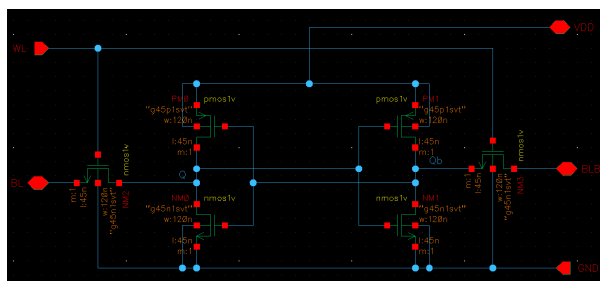 VDD
WL
PM0
pmos1v
"g45p1svt"
w:120n
l:45n
m:1
pmos1v
PM1
"g45p1svt"
w:120n
l:45n
m:1
nmos1v
Qb
Q
BL
BLB
m:1
l:45n
w:120n
"g45n1svt"
NM2
nmos1v
NM0
nmos1v
"g45n1svt"
w:120n
l:45n
m:1
nmos1v
NM1
"g45n1svt"
w:120n
l:45n
m:1
m:1
l:45n
w:120n
"g45n1svt"
NM3
GND